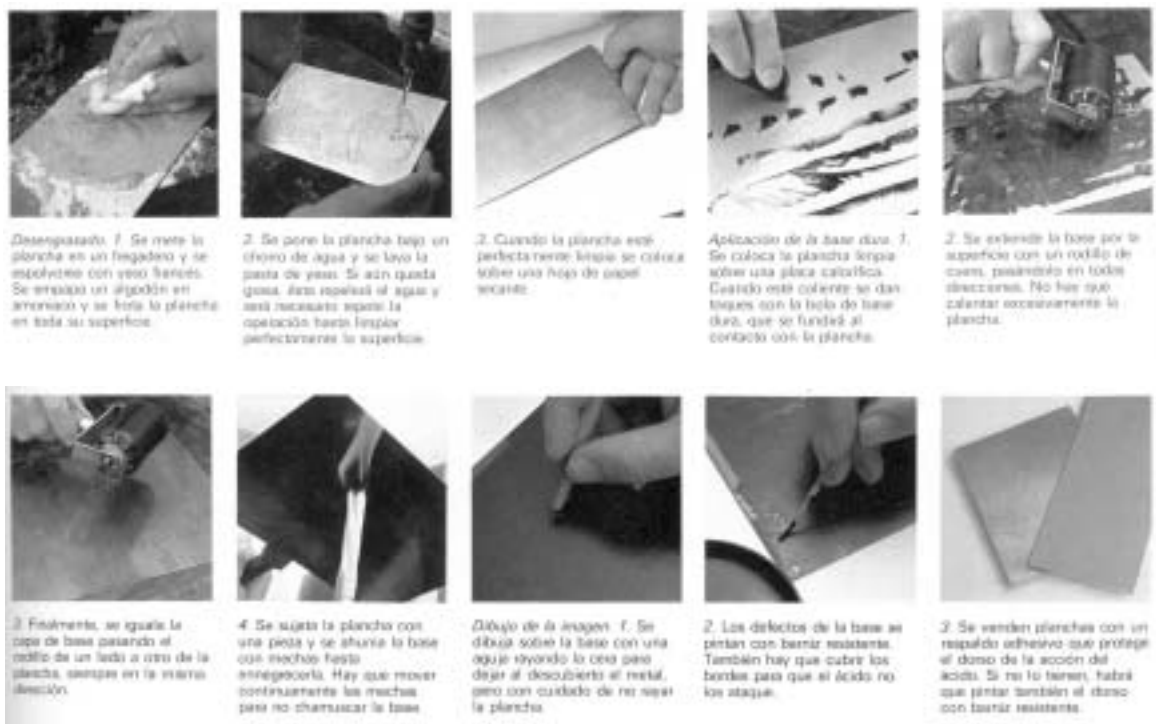 Desengrasado. 1. Se mete la
plancha en un fregadero y se
espolvorea con yeso francés.
Se empapa un algodón en
amoniaco y se frota la plancha
en toda su superficie.
2. Se pone la plancha bajo un
chorro de agua y se lava la
pasta de yeso. Si aún queda
grasa, ésta repelerá el agua y
será necesario repetir la
operación hasta limpiar
perfectamente la superficie.
3. Cuando la plancha esté
perfectamente limpia se coloca
sobre una hoja de papel
secante.
Aplicación de la base dura. 1.
Se coloca la plancha limpia
sobre una placa calorífica.
Cuando esté caliente se dan
toques con la bola de base
dura, que se fundirá al
contacto con la plancha.
2. Se extiende la base por la
superficie con un rodillo de
cuero, pasándolo en todas
direcciones. No hay que
calentar excesivamente la
plancha.
3. Finalmente, se iguala la
capa de base pasando el
rodillo de un lado a otro de la
plancha, siempre en la misma
dirección.
4. Se sujeta la plancha con
una pieza y se ahuma la base
con mechas hasta
ennegrecerla. Hay que mover
continuamente las mechas
para no chamuscar la base.
Dibujo de la imagen. 1. Se
dibuja sobre la base con una
aguja rayando la cera para
dejar al descubierto el metal,
pero con cuidado de no rayar
la plancha.
2. Los defectos de la base se
pintan con barniz resistente.
También hay que cubrir los
bordes para que el ácido no
los ataque.
3. Se venden planchas con un
respaldo adhesivo que protege
el dorso de la acción del
ácido. Si no lo tienen, habrá
que pintar también el dorso
con barniz resistente.